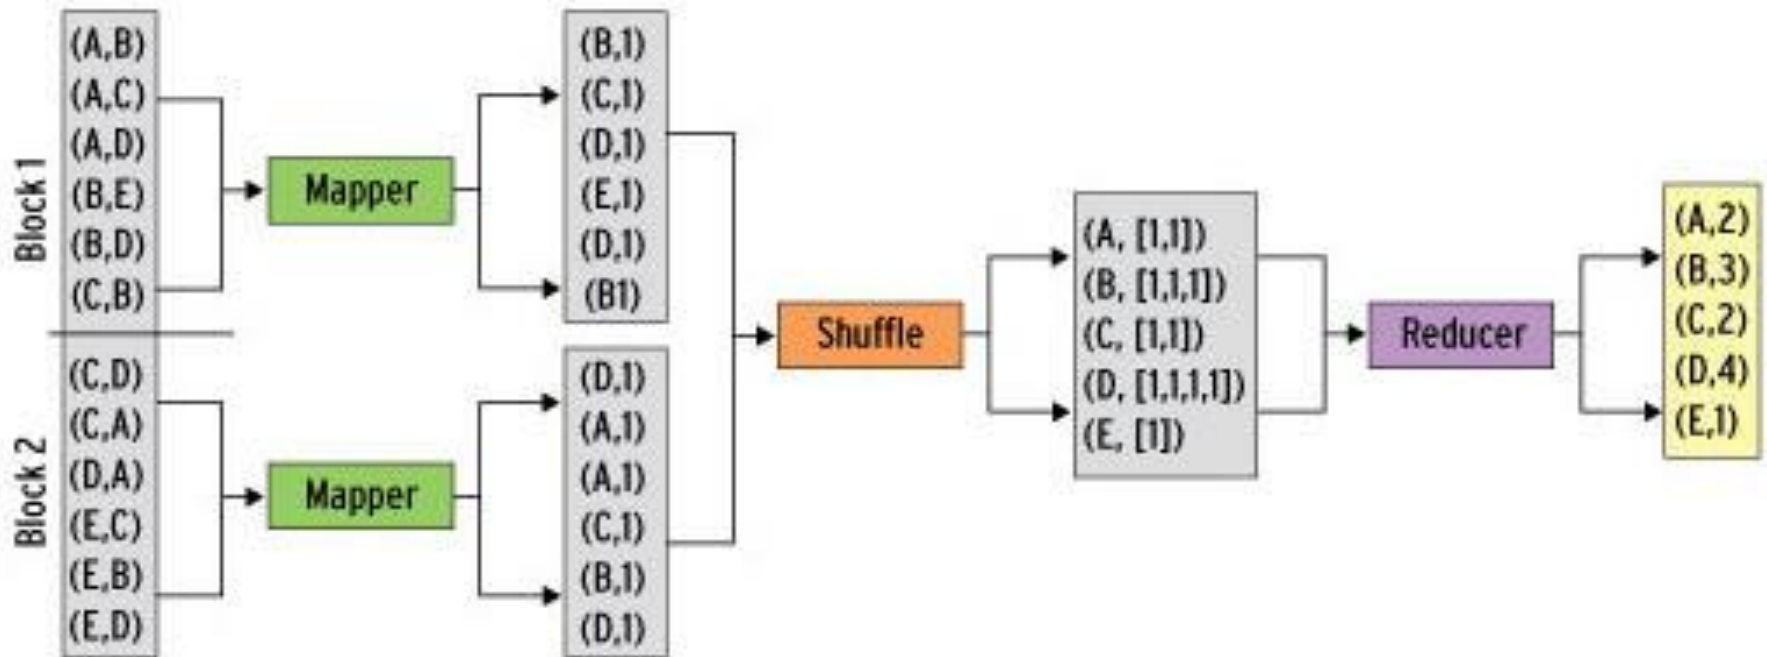 Block 1
(A,B)
(A,C)
(A,D)
(B,E)
(B,D)
(C,B)
Mapper
(B,1)
(C,1)
(D,1)
(E,1)
(D,1)
(B1)
Block 2
(C,D)
(C,A)
(D,A)
(E,C)
(E,B)
(E,D)
Mapper
(D,1)
(A,1)
(A,1)
(C,1)
(B,1)
(D,1)
Shuffle
(A, [1,1])
(B, [1,1,1])
(C, [1,1])
(D, [1,1,1,1])
(E, [1])
Reducer
(A,2)
(B,3)
(C,2)
(D,4)
(E,1)